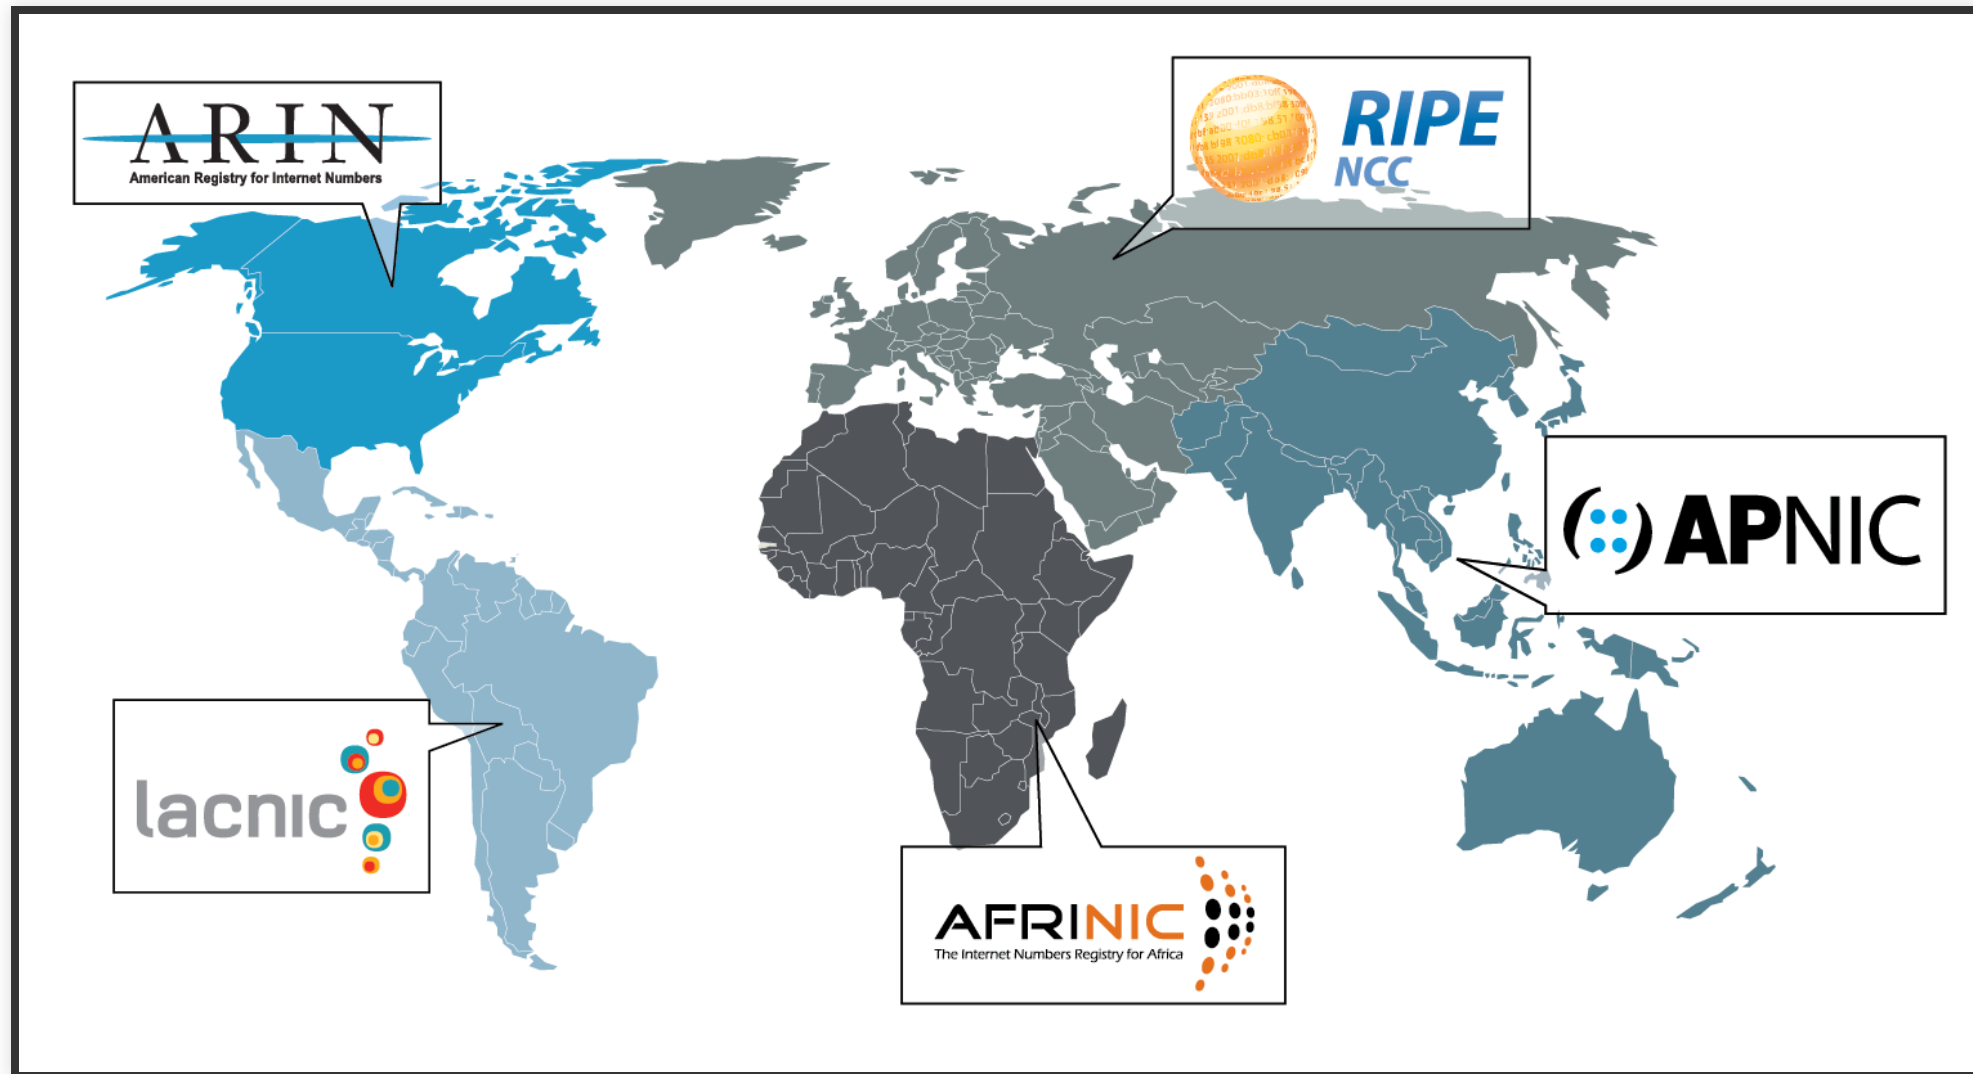 ARIN
American Registry for Internet Numbers
RIPE
NCC
APNIC
lacnic
AFRINIC
The Internet Numbers Registry for Africa